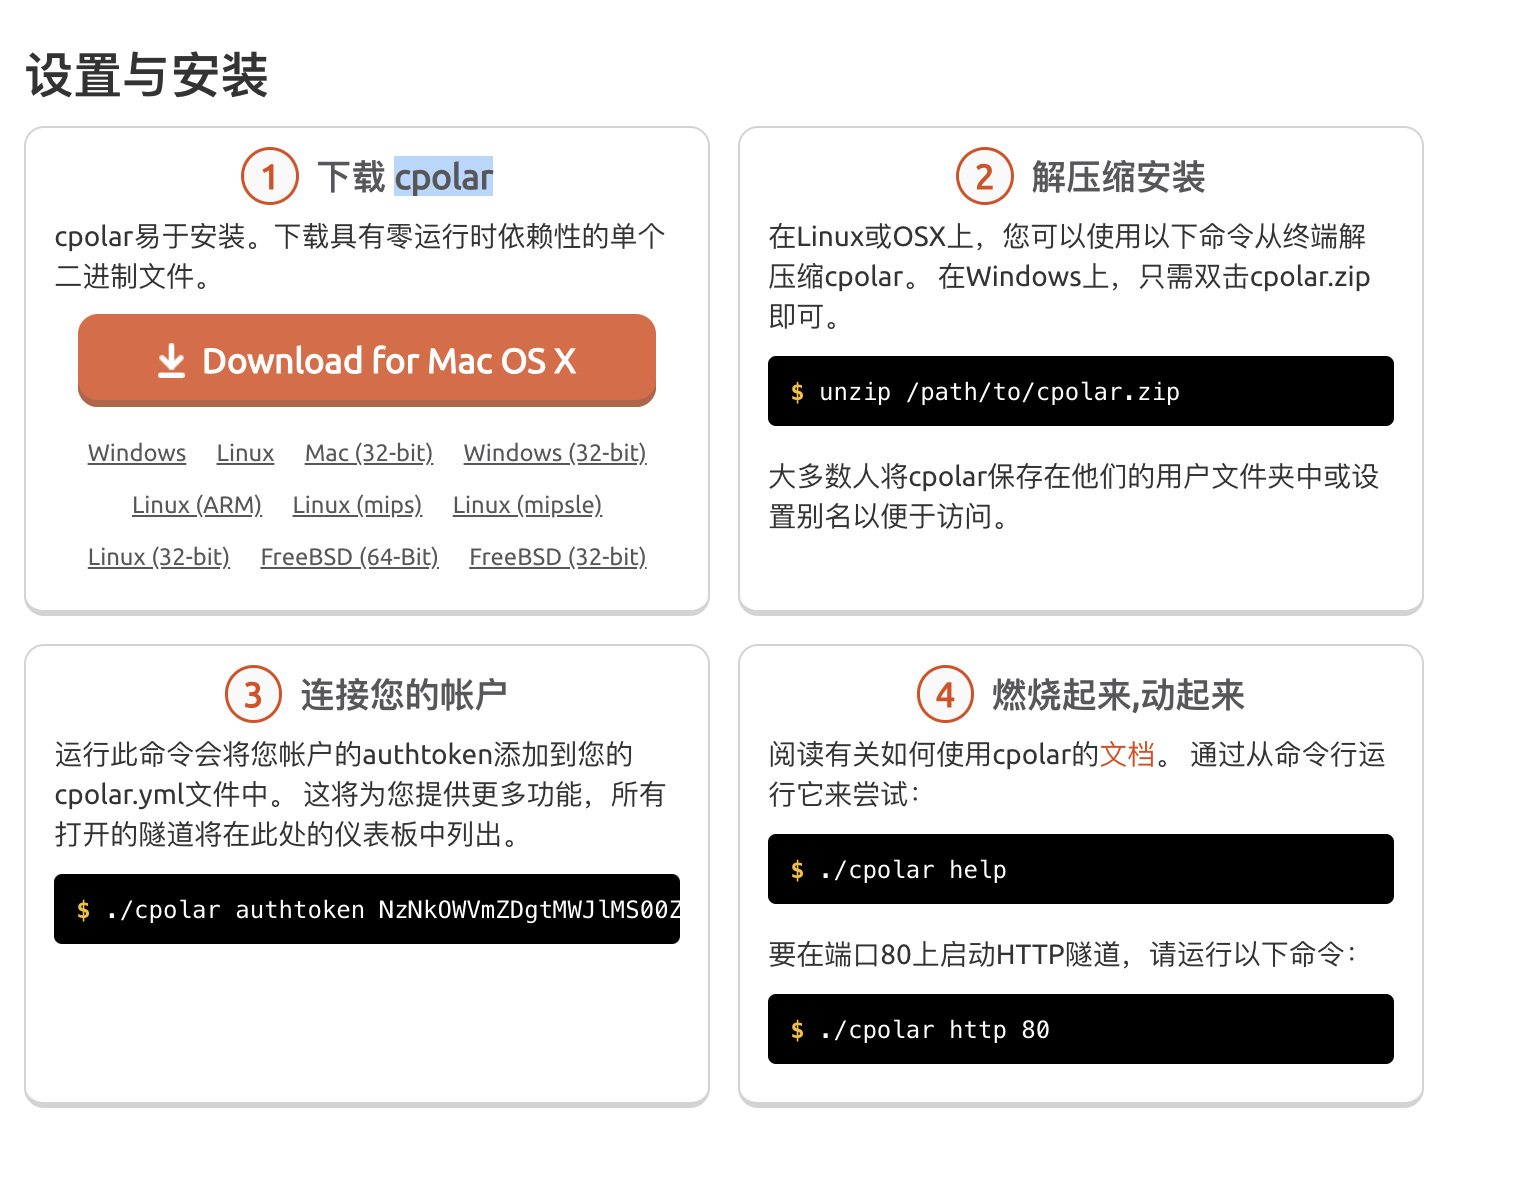 设置与安装
1 下载 cpolar
cpolar易于安装。下载具有零运行时依赖性的单个
二进制文件。
Download for Mac OS X
Windows Linux Mac (32-bit) Windows (32-bit)
Linux (ARM) Linux (mips) Linux (mipsle)
Linux (32-bit) FreeBSD (64-Bit) FreeBSD (32-bit)
2 解压缩安装
在Linux或OSX上，您可以使用以下命令从终端解
压缩cpolar。 在Windows上，只需双击cpolar.zip
即可。
$ unzip /path/to/cpolar.zip
大多数人将cpolar保存在他们的用户文件夹中或设
置别名以便于访问。
3 连接您的帐户
运行此命令会将您帐户的authtoken添加到您的
cpolar.yml文件中。 这将为您提供更多功能，所有
打开的隧道将在此处的仪表板中列出。
$ ./cpolar authtoken NzNkOWVmZDgtMWJlMS00Z
4 燃烧起来,动起来
阅读有关如何使用cpolar的文档。 通过从命令行运
行它来尝试：
$ ./cpolar help
要在端口80上启动HTTP隧道，请运行以下命令：
$ ./cpolar http 80